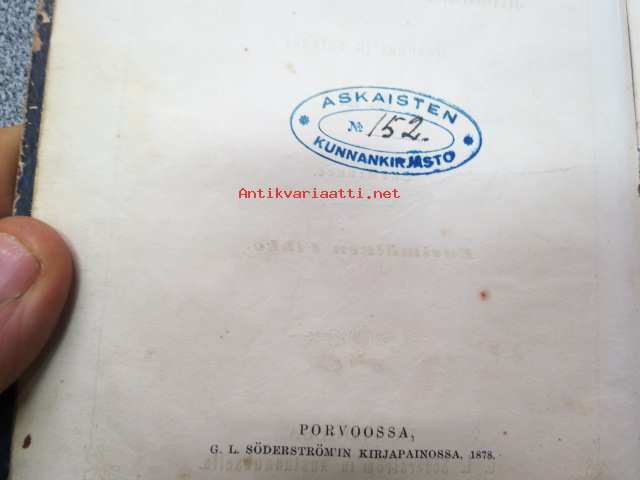 ASKAISTEN
№ 152.
KUNNANKIRJASTO
Antikvariaatti.net
PORVOOSSA,
G. L. SÖDERSTRÖM'IN KIRJAPAINOSSA, 1878.